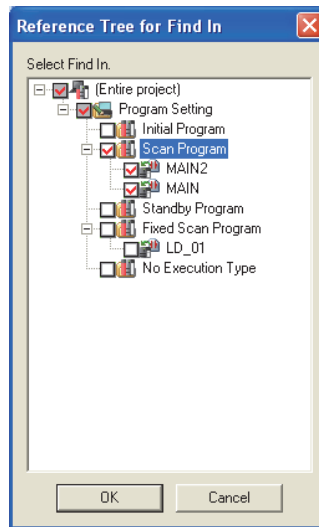 Reference Tree for Find In
Select Find In.
(Entire project)
Program Setting
Initial Program
Scan Program
MAIN2
MAIN
Standby Program
Fixed Scan Program
LD_01
No Execution Type
OK Cancel